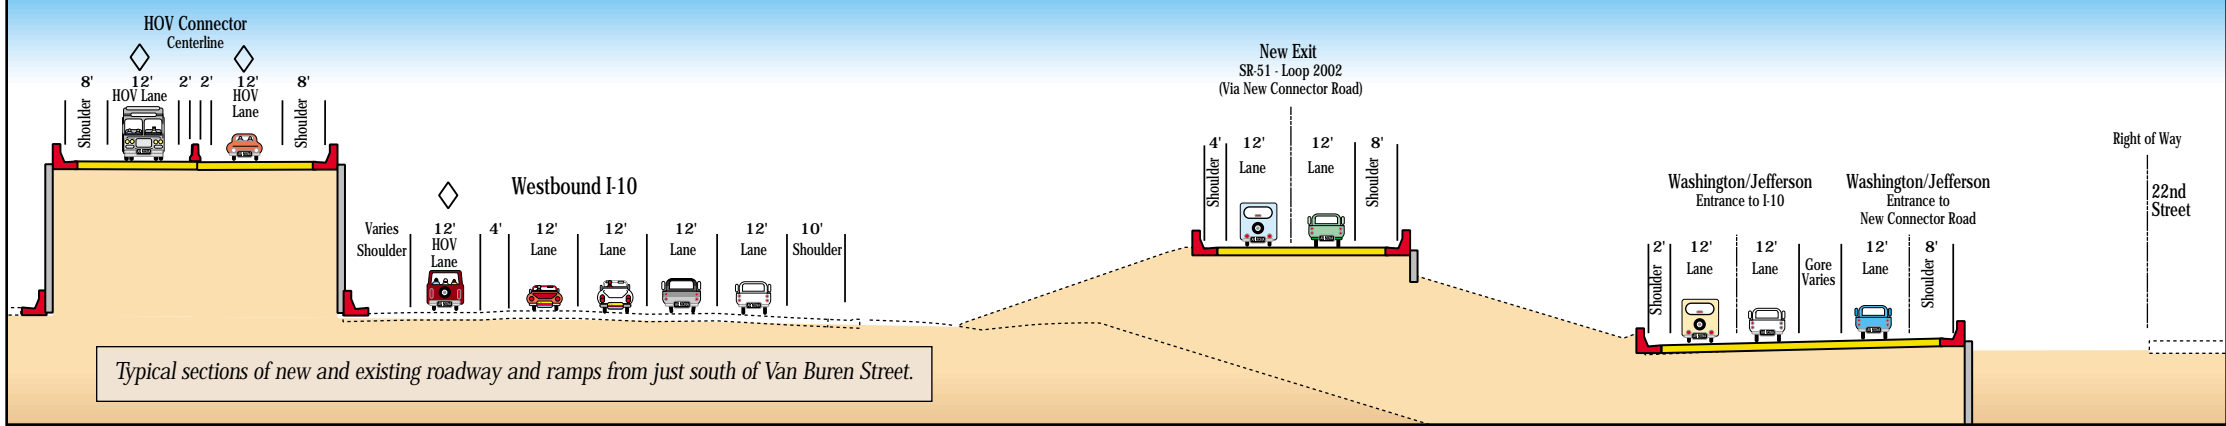 HOV Connector
Centerline
8' 12' 2' 2' 12' 8'
Shoulder
HOV Lane
HOV
Lane
Shoulder
Westbound I-10
Varies
Shoulder
12'
HOV
Lane
4'
12'
Lane
12'
Lane
12'
Lane
12'
Lane
10'
Shoulder
New Exit
SR-51 - Loop 2002
(Via New Connector Road)
4' 12' 12' 8'
Shoulder
Lane
Lane
Shoulder
Washington/Jefferson
Entrance to I-10
Washington/Jefferson
Entrance to
New Connector Road
2' 12' 12' 12' 8'
Shoulder
Lane
Lane
Gore
Varies
Lane
Shoulder
Right of Way
22nd
Street
Typical sections of new and existing roadway and ramps from just south of Van Buren Street.